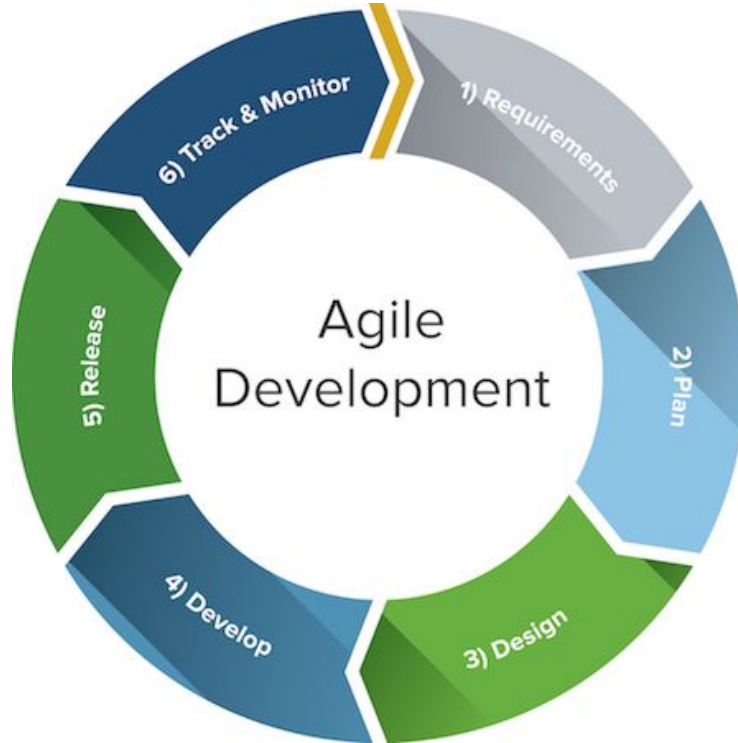 Agile
Development
1) Requirements
2) Plan
3) Design
4) Develop
5) Release
6) Track & Monitor